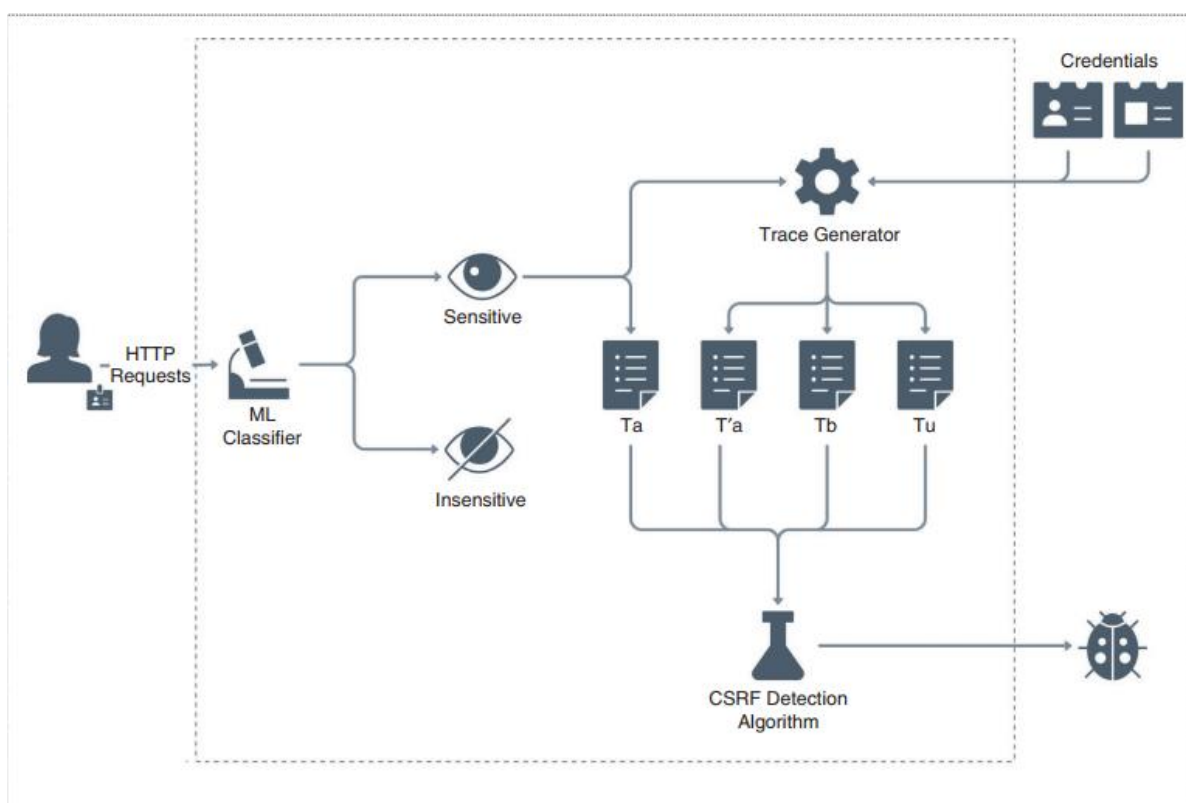 Credentials
Trace Generator
Sensitive
HTTP
Requests
ML
Classifier
Ta
T′a
Tb
Tu
Insensitive
CSRF Detection
Algorithm